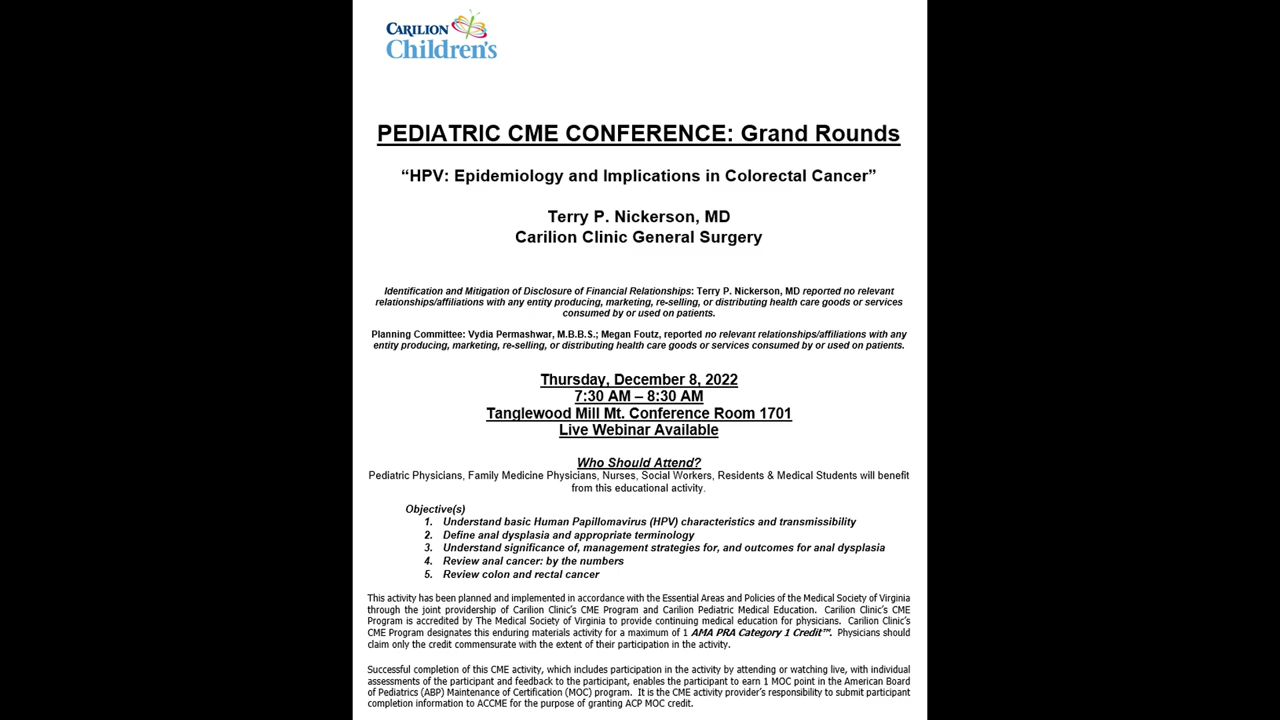 CARILION
Children's
PEDIATRIC CME CONFERENCE: Grand Rounds
“HPV: Epidemiology and Implications in Colorectal Cancer”
Terry P. Nickerson, MD
Carilion Clinic General Surgery
Identification and Mitigation of Disclosure of Financial Relationships: Terry P. Nickerson, MD reported no relevant
relationships/affiliations with any entity producing, marketing, re-selling, or distributing health care goods or services
consumed by or used on patients.
Planning Committee: Vydia Permashwar, M.B.B.S.; Megan Foutz, reported no relevant relationships/affiliations with any
entity producing, marketing, re-selling, or distributing health care goods or services consumed by or used on patients.
Thursday, December 8, 2022
7:30 AM – 8:30 AM
Tanglewood Mill Mt. Conference Room 1701
Live Webinar Available
Who Should Attend?
Pediatric Physicians, Family Medicine Physicians, Nurses, Social Workers, Residents & Medical Students will benefit
from this educational activity.
Objective(s)
1. Understand basic Human Papillomavirus (HPV) characteristics and transmissibility
2. Define anal dysplasia and appropriate terminology
3. Understand significance of, management strategies for, and outcomes for anal dysplasia
4. Review anal cancer: by the numbers
5. Review colon and rectal cancer
This activity has been planned and implemented in accordance with the Essential Areas and Policies of the Medical Society of Virginia
through the joint providership of Carilion Clinic’s CME Program and Carilion Pediatric Medical Education. Carilion Clinic’s CME
Program is accredited by The Medical Society of Virginia to provide continuing medical education for physicians. Carilion Clinic’s
CME Program designates this enduring materials activity for a maximum of 1 AMA PRA Category 1 Credit™. Physicians should
claim only the credit commensurate with the extent of their participation in the activity.
Successful completion of this CME activity, which includes participation in the activity by attending or watching live, with individual
assessments of the participant and feedback to the participant, enables the participant to earn 1 MOC point in the American Board
of Pediatrics (ABP) Maintenance of Certification (MOC) program. It is the CME activity provider’s responsibility to submit participant
completion information to ACCME for the purpose of granting ACP MOC credit.